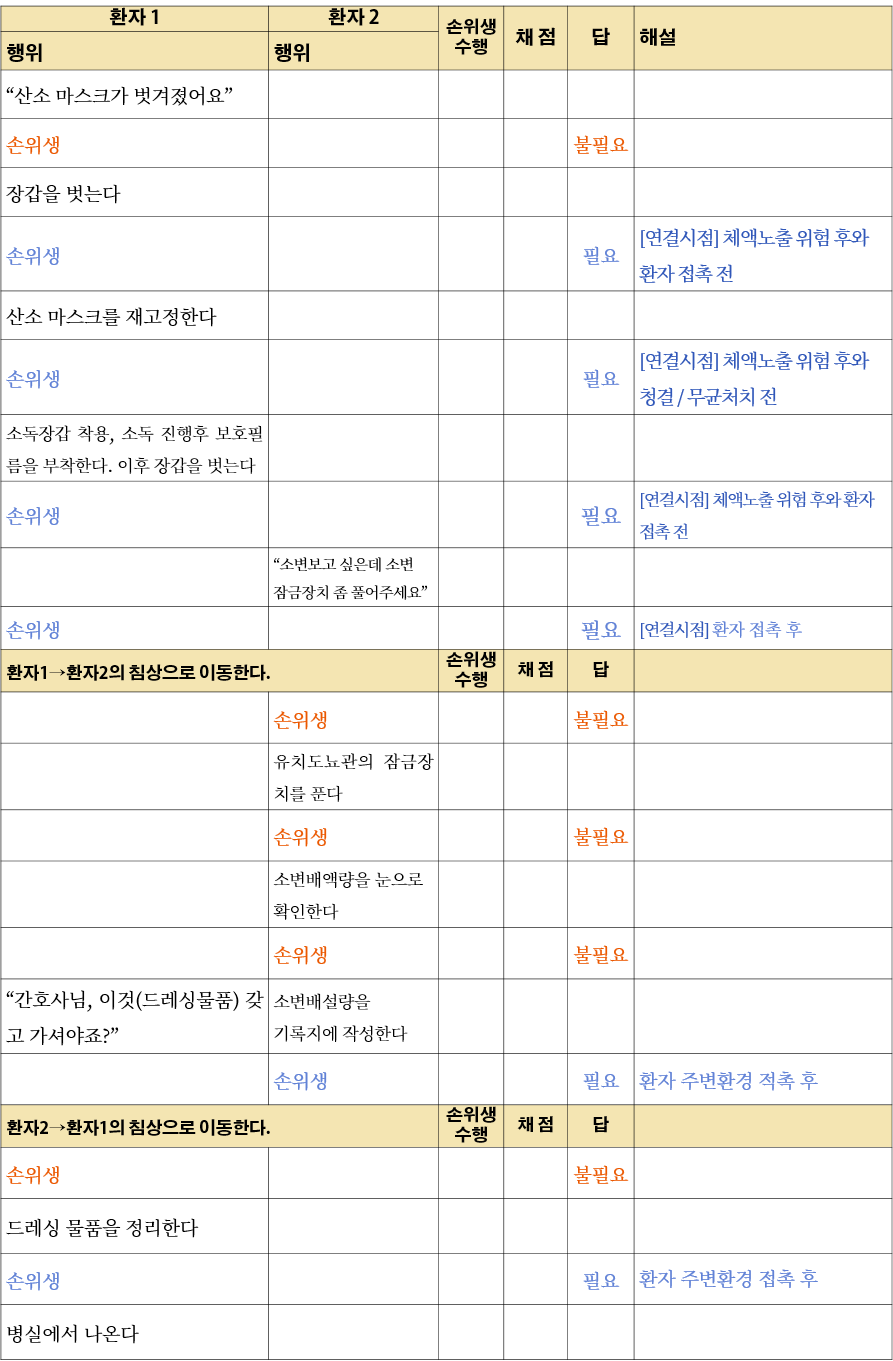 환자 1 환자 2 손위생 수행 채 점 답 해설
행위 행위
“산소 마스크가 벗겨졌어요”
손위생 불필요
장갑을 벗는다
손위생 필요 [연결시점] 체액노출 위험 후와
환자 접촉 전
산소 마스크를 재고정한다
손위생 필요 [연결시점] 체액노출 위험 후와
청결 / 무균처치 전
소독장갑 착용, 소독 진행후 보호필
름을 부착한다. 이후 장갑을 벗는다
손위생 필요 [연결시점] 체액노출 위험 후와 환자
접촉 전
“소변보고 싶은데 소변
잠금장치 좀 풀어주세요”
손위생 필요 [연결시점] 환자 접촉 후
환자1→환자2의 침상으로 이동한다. 손위생 수행 채 점 답
손위생 불필요
유치도뇨관의 잠금장
치를 푼다
손위생 불필요
소변배액량을 눈으로
확인한다
손위생 불필요
“간호사님, 이것(드레싱물품) 갖
고 가셔야죠?”
소변배설량을
기록지에 작성한다
손위생 필요 환자 주변환경 적촉 후
환자2→환자1의 침상으로 이동한다. 손위생 수행 채 점 답
손위생 불필요
드레싱 물품을 정리한다
손위생 필요 환자 주변환경 접촉 후
병실에서 나온다